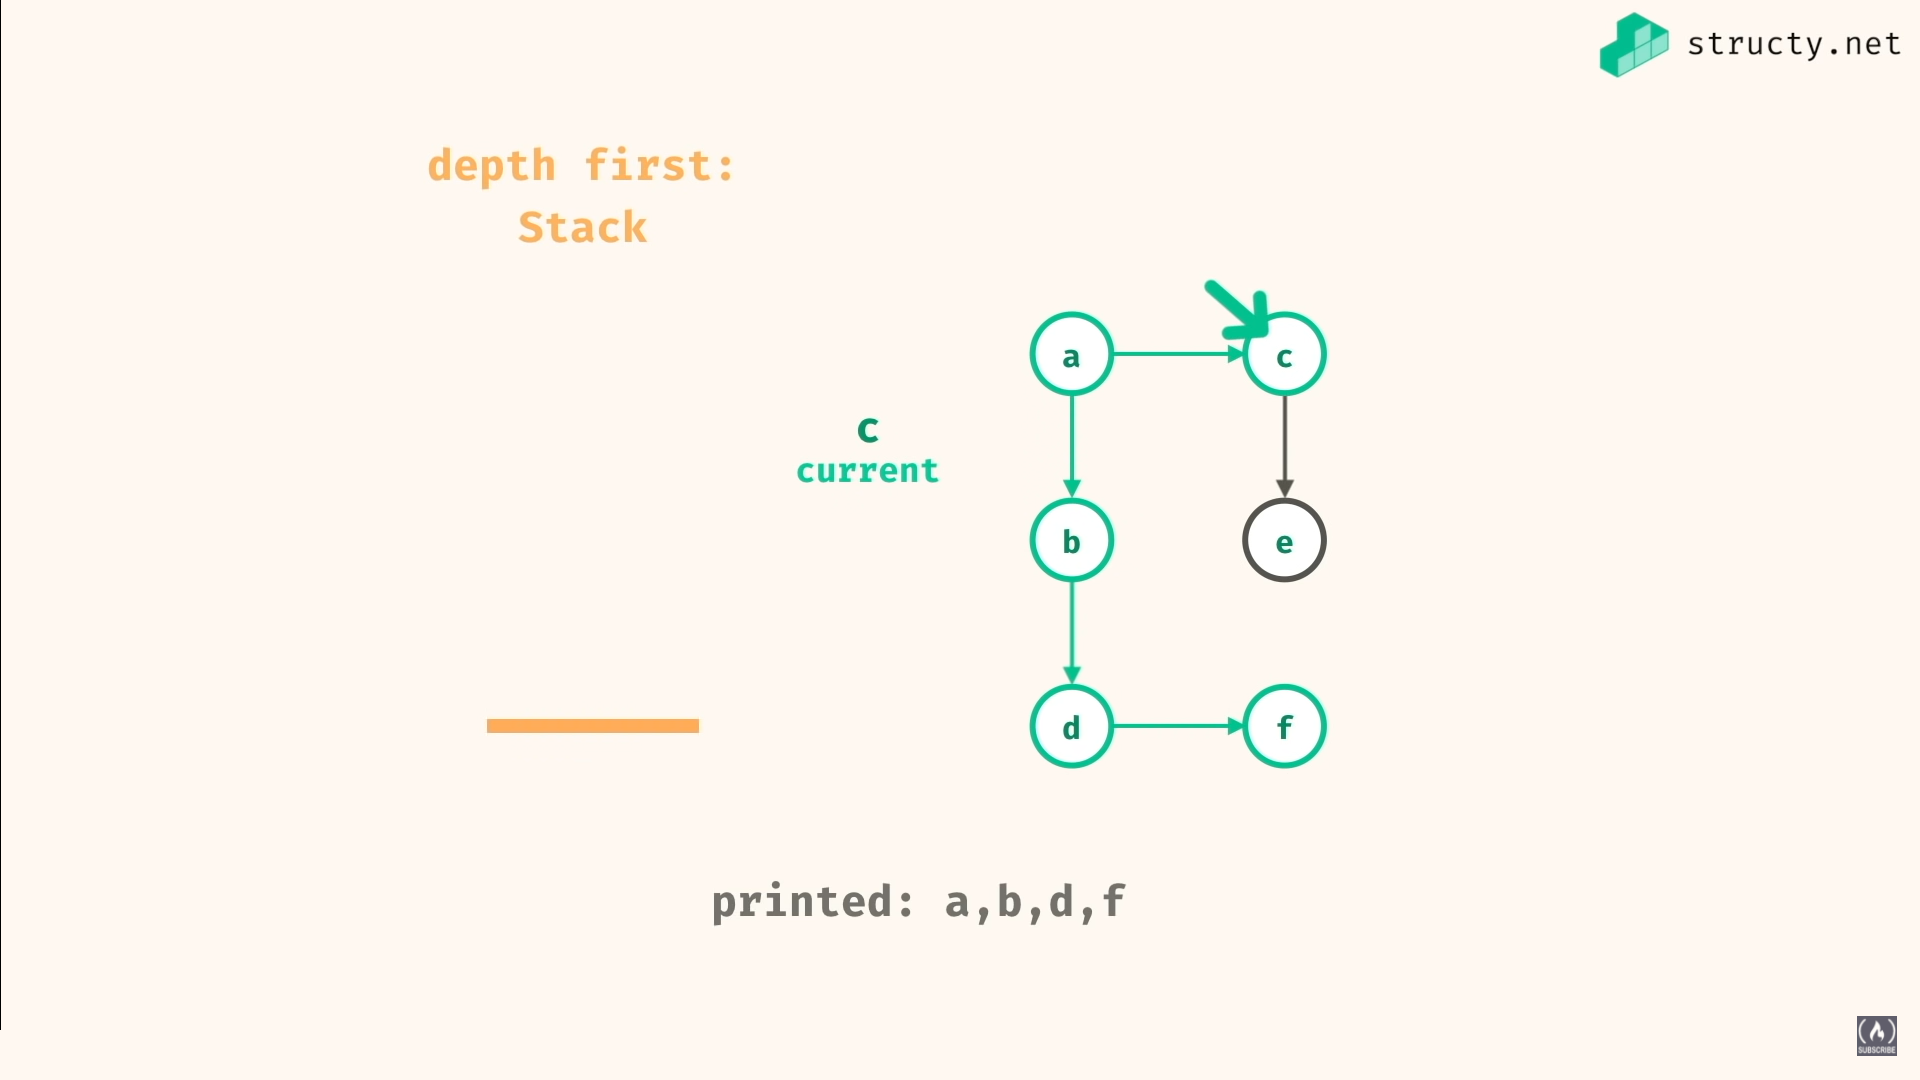 structy.net
depth first:
Stack
a
c
c
current
b
e
d
f
printed: a,b,d,f
SUBSCRIBE